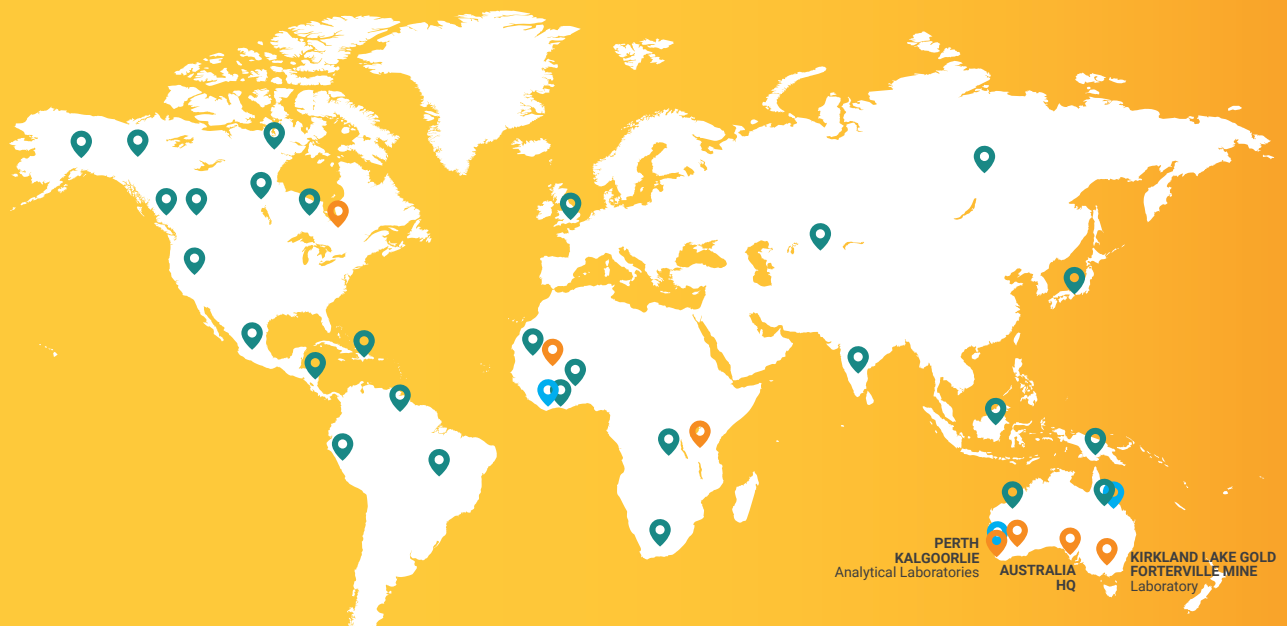 PERTH
KALGOORLIE
Analytical Laboratories
AUSTRALIA
HQ
KIRKLAND LAKE GOLD
FORTERVILLE MINE
Laboratory